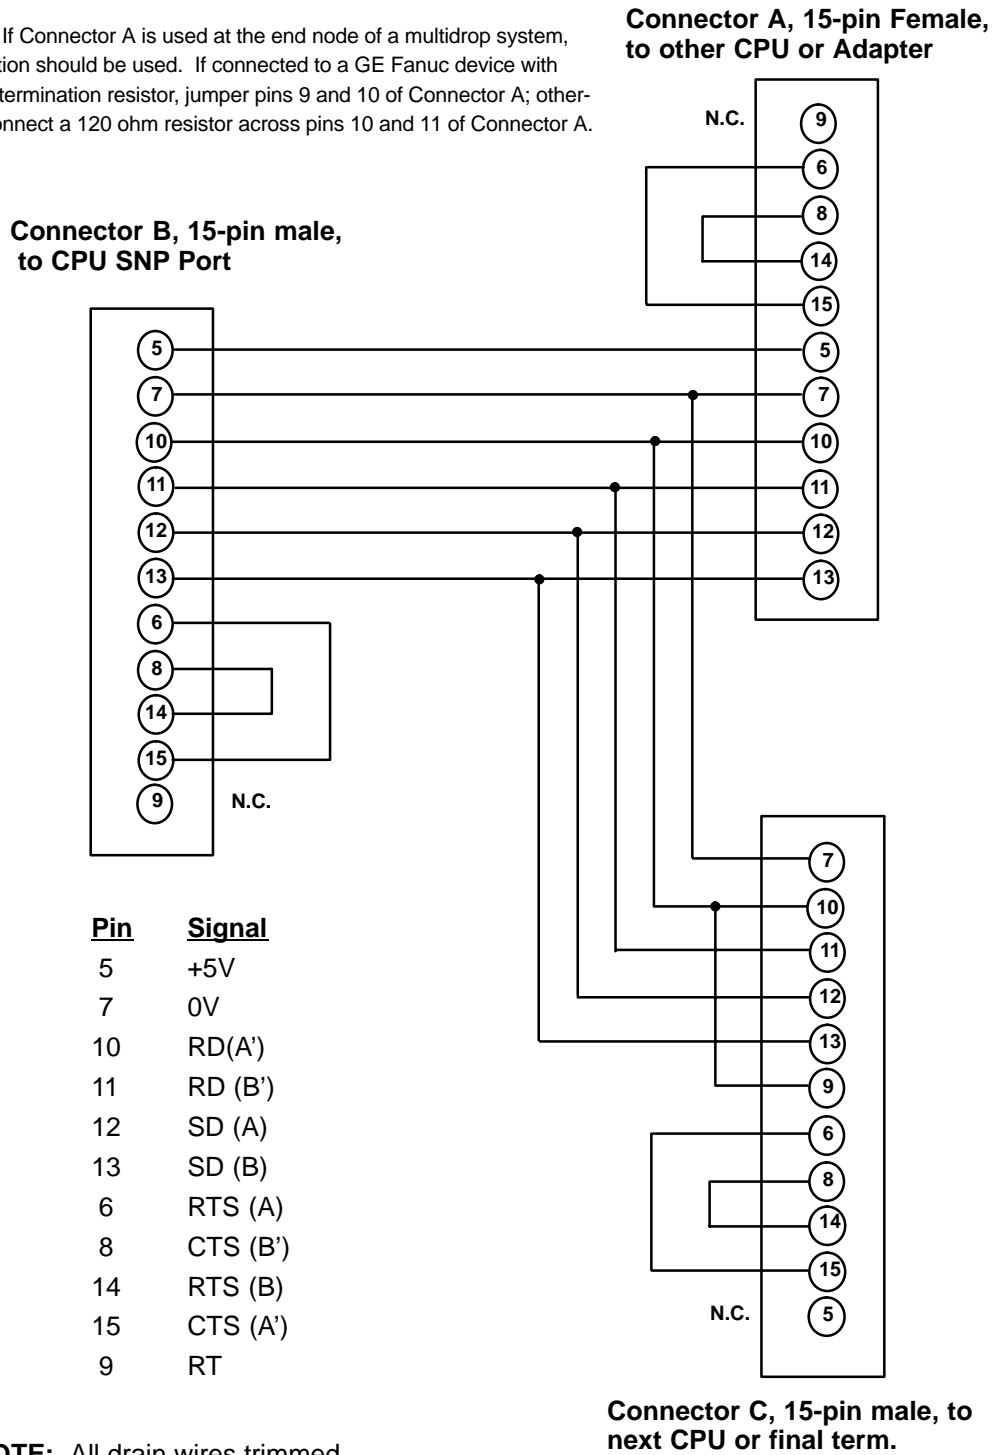 If Connector A is used at the end node of a multidrop system,
tion should be used. If connected to a GE Fanuc device with
termination resistor, jumper pins 9 and 10 of Connector A; other-
onnect a 120 ohm resistor across pins 10 and 11 of Connector A.
Connector A, 15-pin Female,
to other CPU or Adapter
N.C.
9
6
8
14
15
5
7
10
11
12
13
Connector B, 15-pin male,
to CPU SNP Port
5
7
10
11
12
13
6
8
14
15
9
N.C.
7
10
11
12
13
9
6
8
14
15
N.C.
5
Connector C, 15-pin male, to
next CPU or final term.
Pin Signal
5 +5V
7 0V
10 RD(A’)
11 RD (B’)
12 SD (A)
13 SD (B)
6 RTS (A)
8 CTS (B’)
14 RTS (B)
15 CTS (A’)
9 RT
OTE: All drain wires trimmed